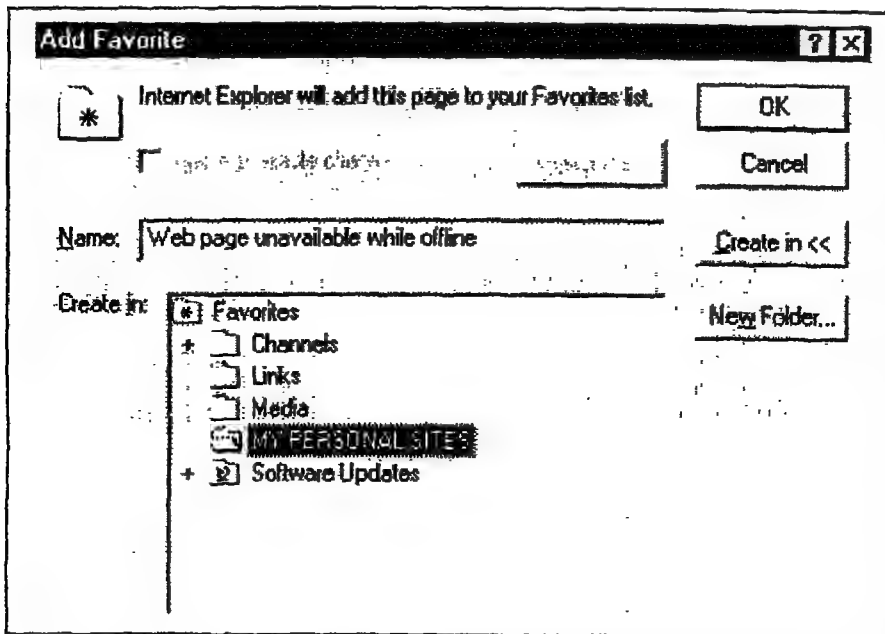 Add Favorite
Internet Explorer will add this page to your Favorites list.
OK
Cancel
Name: Web page unavailable while offline
Create in <<
Create in:
Favorites
New Folder...
Channels
Links
Media
MY PERSONAL SITES
Software Updates